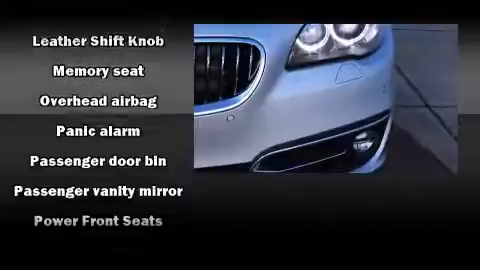 Leather Shift Knob
Memory seat
Overhead airbag
Panic alarm
Passenger door bin
Passenger vanity mirror
Power Front Seats